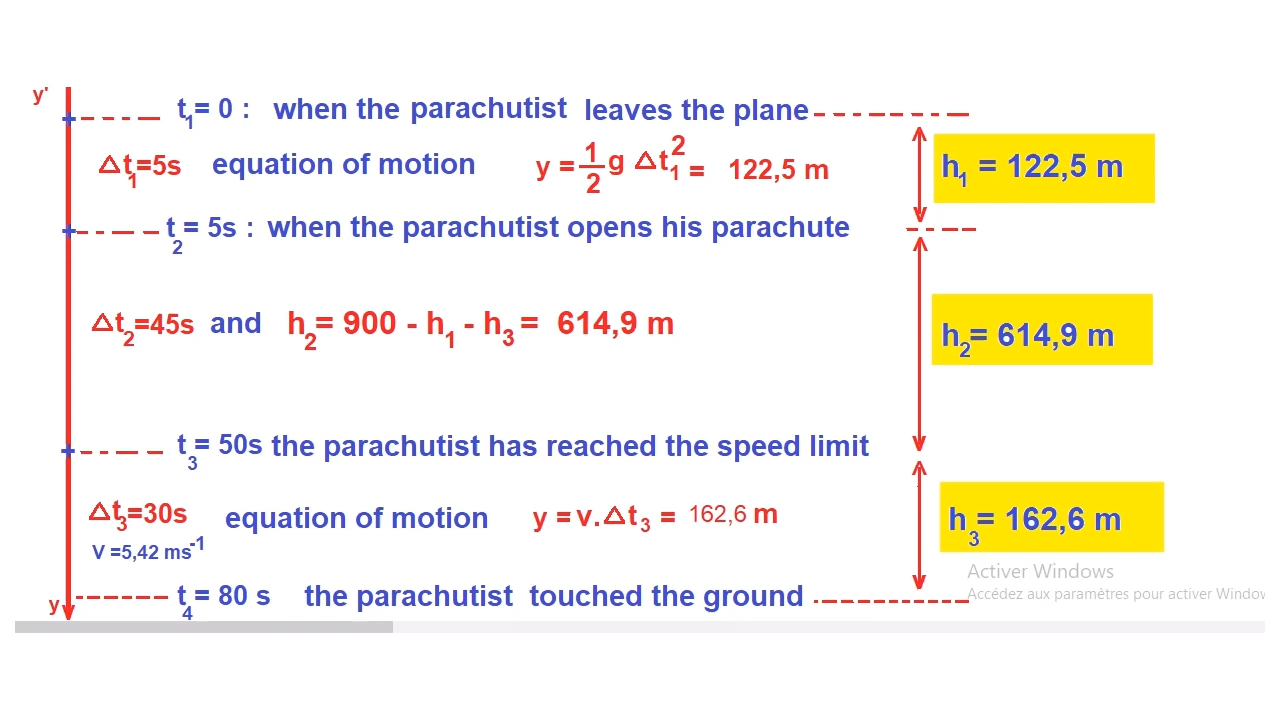 y'
t₁= 0 : when the parachutist leaves the plane
Δt₁=5s equation of motion y = 1/2 g Δt₁² = 122,5 m h₁ = 122,5 m
t₂= 5s : when the parachutist opens his parachute
Δt₂=45s and h₂= 900 - h₁ - h₃ = 614,9 m h₂= 614,9 m
t₃= 50s the parachutist has reached the speed limit
Δt₃=30s equation of motion y = v.Δt₃ = 162,6 m h₃= 162,6 m
V =5,42 ms⁻¹
Activer Windows
Accédez aux paramètres pour activer Window
y t₄= 80 s the parachutist touched the ground